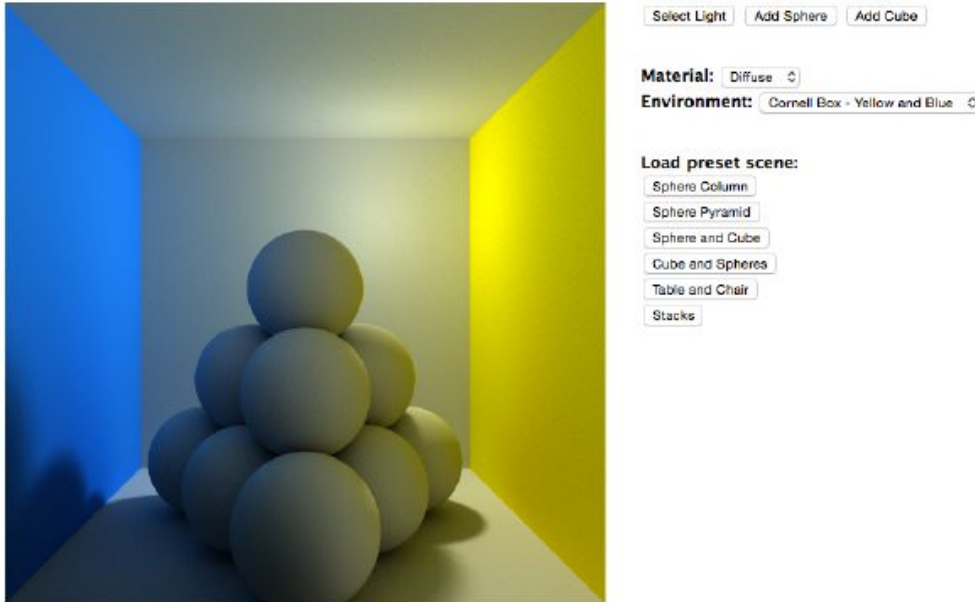 Select Light Add Sphere Add Cube
Material: Diffuse
Environment: Cornell Box - Yellow and Blue
Load preset scene:
Sphere Column
Sphere Pyramid
Sphere and Cube
Cube and Spheres
Table and Chair
Stacks